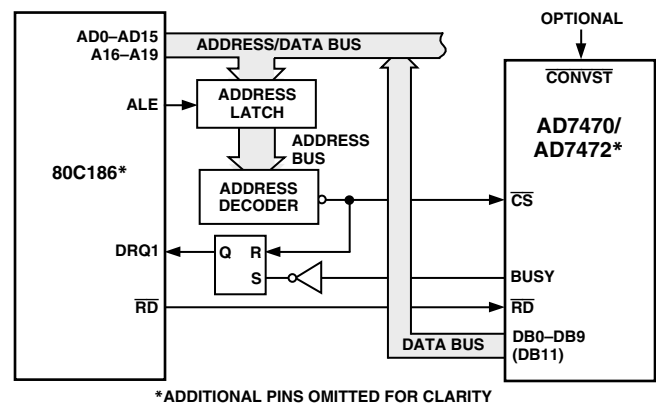 OPTIONAL
AD0–AD15
A16–A19
ADDRESS/DATA BUS
CONVST
ALE
ADDRESS
LATCH
AD7470/
AD7472*
ADDRESS
BUS
80C186*
ADDRESS
DECODER
CS
DRQ1
Q
R
S
BUSY
RD
RD
DATA BUS
DB0–DB9
(DB11)
*ADDITIONAL PINS OMITTED FOR CLARITY